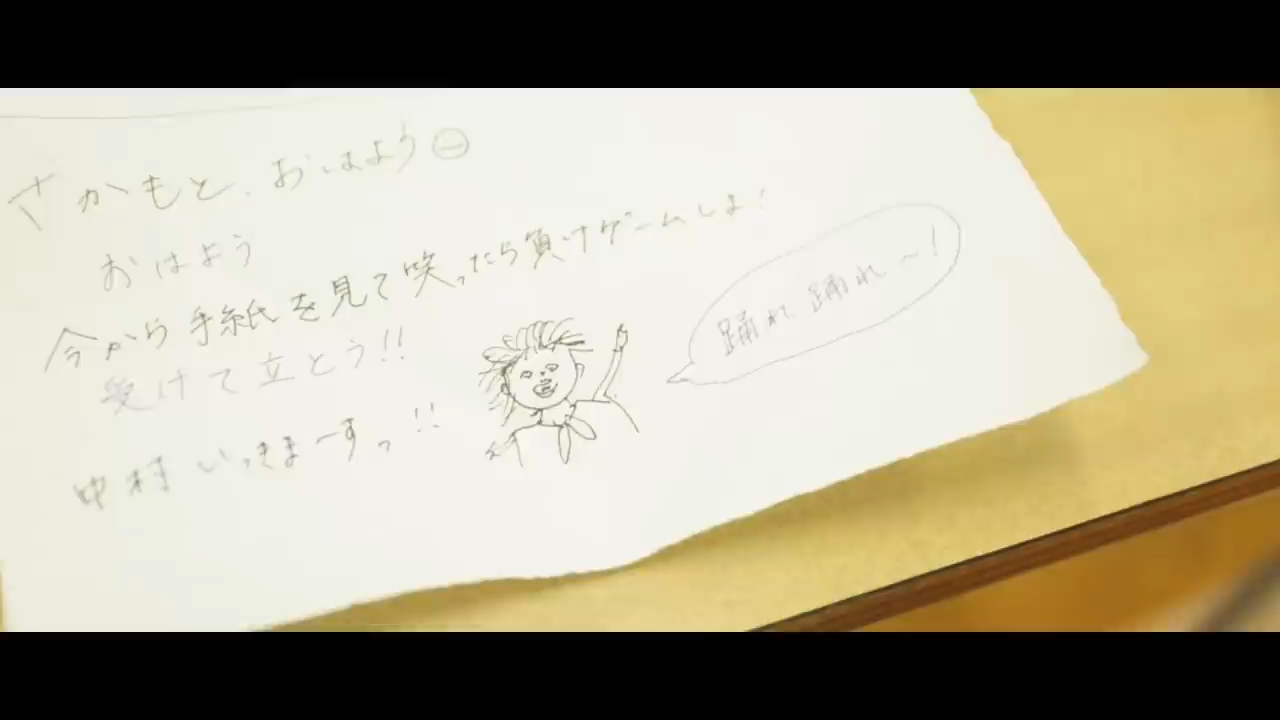 さかもと、おはよう㊀
おはよう
今から手紙を見て笑ったら負けゲームしよ!
受けて立とう!!
中村いっきまーすっ!!
踊れ踊れ〜!